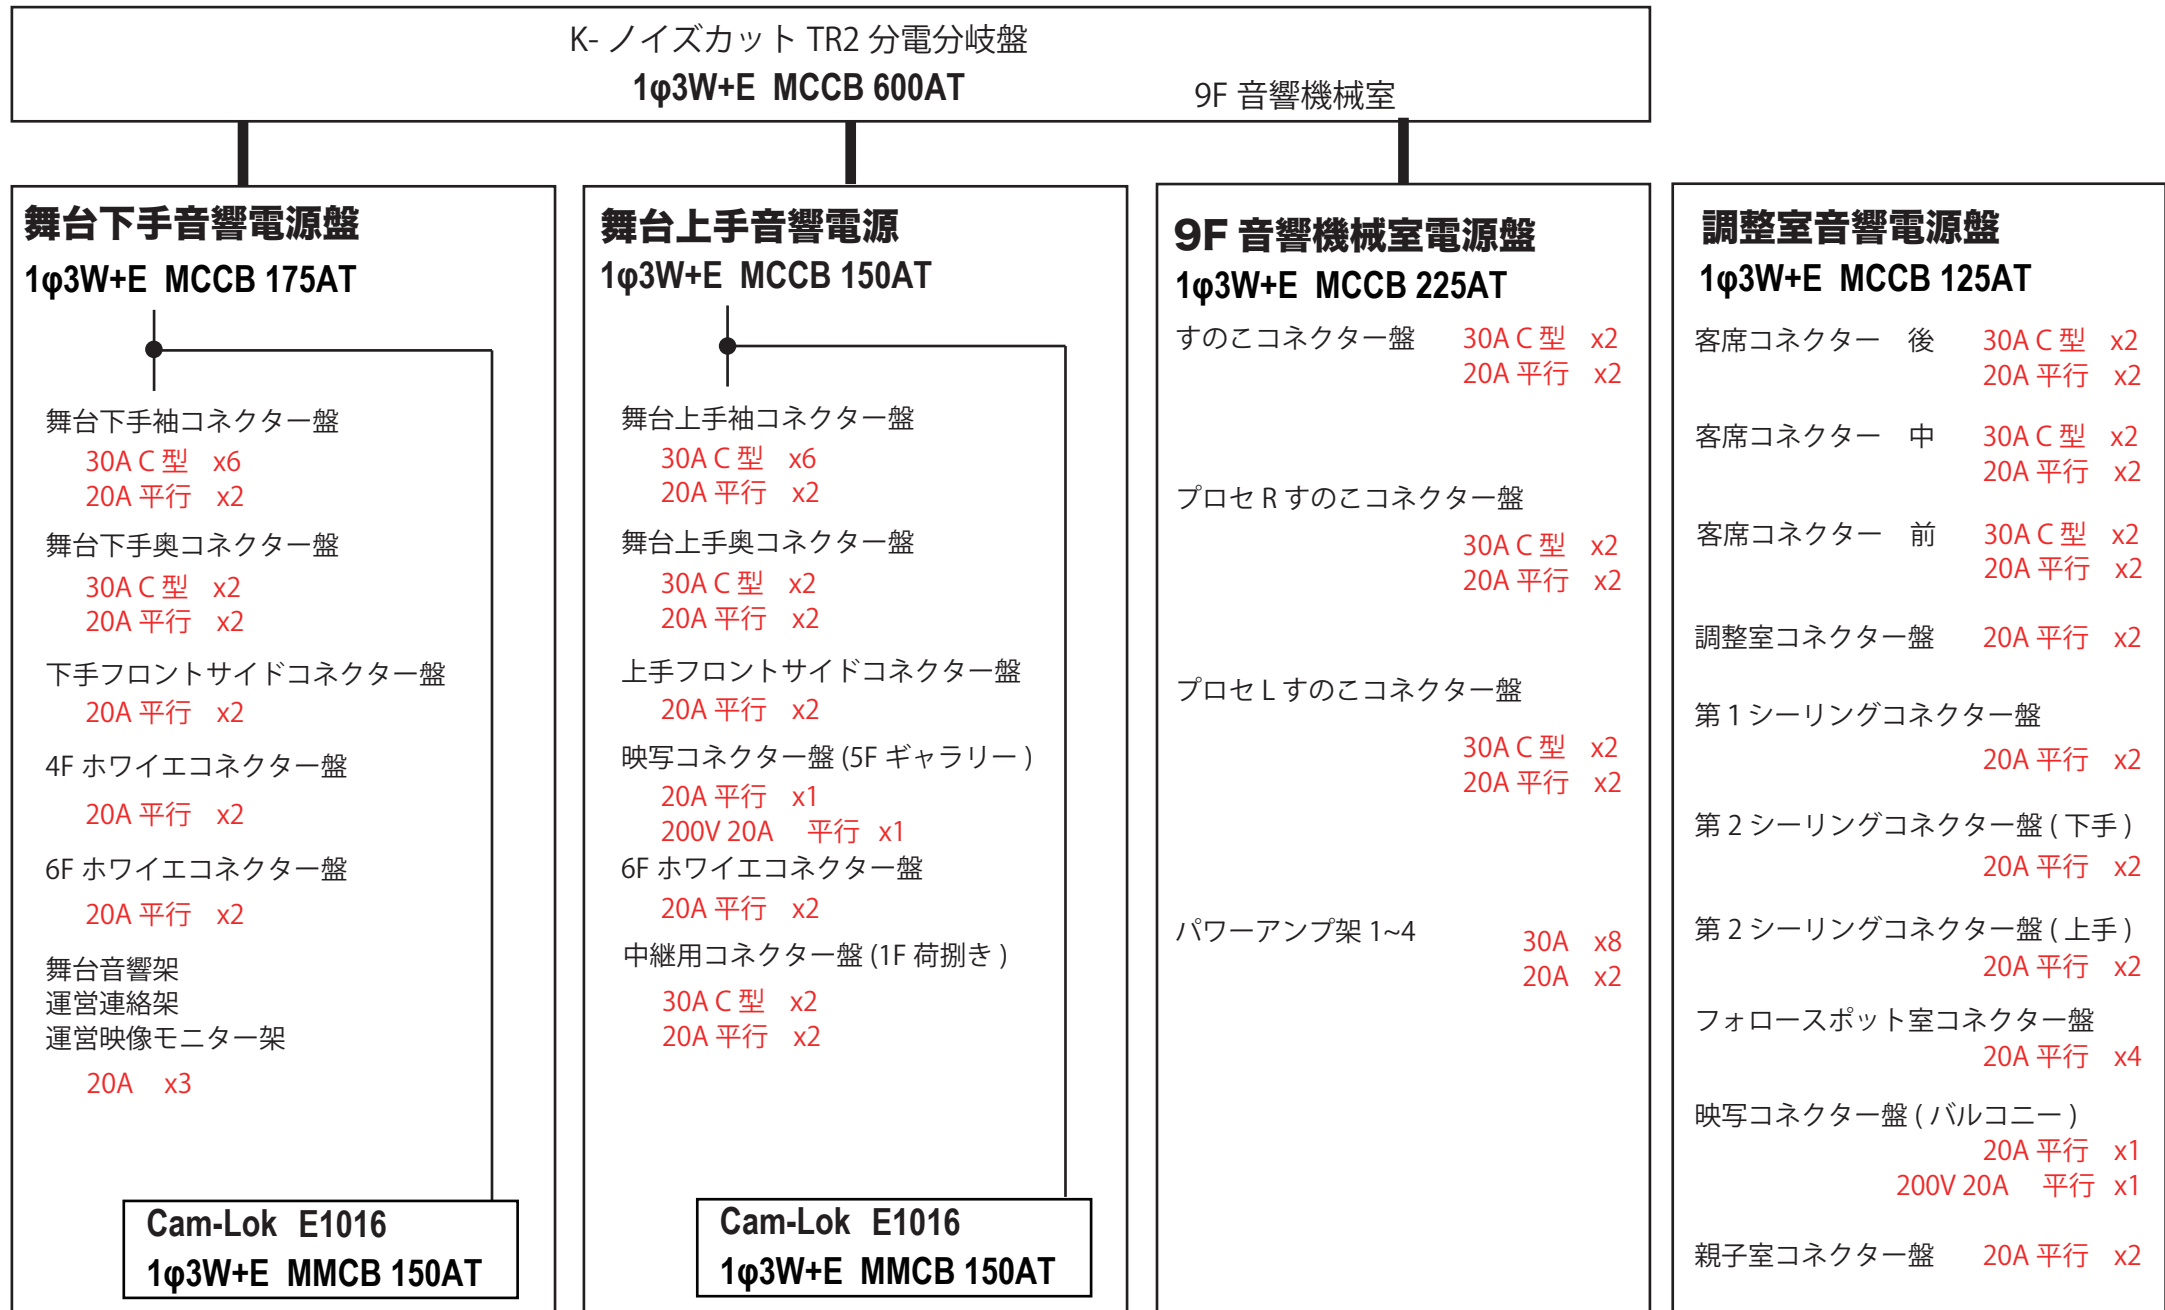 K- ノイズカット TR2 分電分岐盤
1φ3W+E MCCB 600AT
9F 音響機械室
舞台下手音響電源盤
1φ3W+E MCCB 175AT
舞台下手袖コネクター盤
30A C 型 x6
20A 平行 x2
舞台下手奥コネクター盤
30A C 型 x2
20A 平行 x2
下手フロントサイドコネクター盤
20A 平行 x2
4F ホワイエコネクター盤
20A 平行 x2
6F ホワイエコネクター盤
20A 平行 x2
舞台音響架
運営連絡架
運営映像モニター架
20A x3
Cam-Lok E1016
1φ3W+E MMCB 150AT
舞台上手音響電源
1φ3W+E MCCB 150AT
舞台上手袖コネクター盤
30A C 型 x6
20A 平行 x2
舞台上手奥コネクター盤
30A C 型 x2
20A 平行 x2
上手フロントサイドコネクター盤
20A 平行 x2
映写コネクター盤 (5F ギャラリー )
20A 平行 x1
200V 20A 平行 x1
6F ホワイエコネクター盤
20A 平行 x2
中継用コネクター盤 (1F 荷捌き )
30A C 型 x2
20A 平行 x2
Cam-Lok E1016
1φ3W+E MMCB 150AT
9F 音響機械室電源盤
1φ3W+E MCCB 225AT
すのこコネクター盤 30A C 型 x2
20A 平行 x2
プロセ R すのこコネクター盤
30A C 型 x2
20A 平行 x2
プロセ L すのこコネクター盤
30A C 型 x2
20A 平行 x2
パワーアンプ架 1~4 30A x8
20A x2
調整室音響電源盤
1φ3W+E MCCB 125AT
客席コネクター 後 30A C 型 x2
20A 平行 x2
客席コネクター 中 30A C 型 x2
20A 平行 x2
客席コネクター 前 30A C 型 x2
20A 平行 x2
調整室コネクター盤 20A 平行 x2
第 1 シーリングコネクター盤
20A 平行 x2
第 2 シーリングコネクター盤 ( 下手 )
20A 平行 x2
第 2 シーリングコネクター盤 ( 上手 )
20A 平行 x2
フォロースポット室コネクター盤
20A 平行 x4
映写コネクター盤 ( バルコニー )
20A 平行 x1
200V 20A 平行 x1
親子室コネクター盤 20A 平行 x2